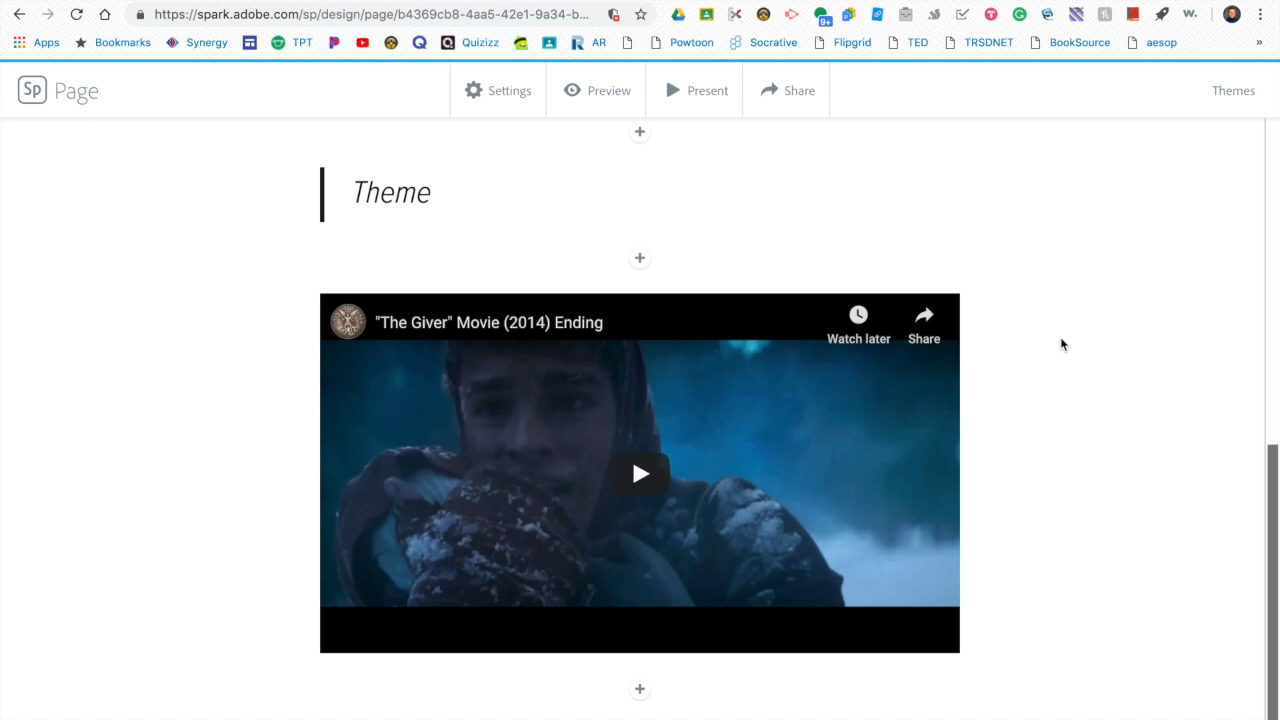 https://spark.adobe.com/sp/design/page/b4369cb8-4aa5-42e1-9a34-b...
9+
Apps Bookmarks Synergy TPT Quizizz AR Powtoon Socrative Flipgrid TED TRSDNET BookSource aesop »
Sp Page Settings Preview Present Share Themes
Theme
"The Giver" Movie (2014) Ending
Watch later Share